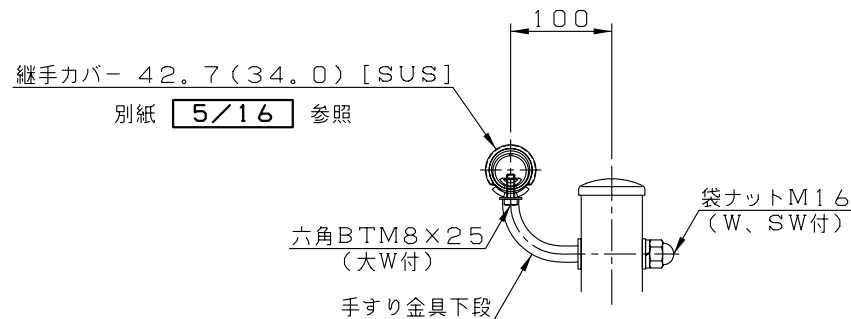 100
継手カバー 42.7(34.0)[SUS]
別紙 5/16 参照
袋ナットM16
(W、SW付)
六角BTM8×25
(大W付)
手すり金具下段